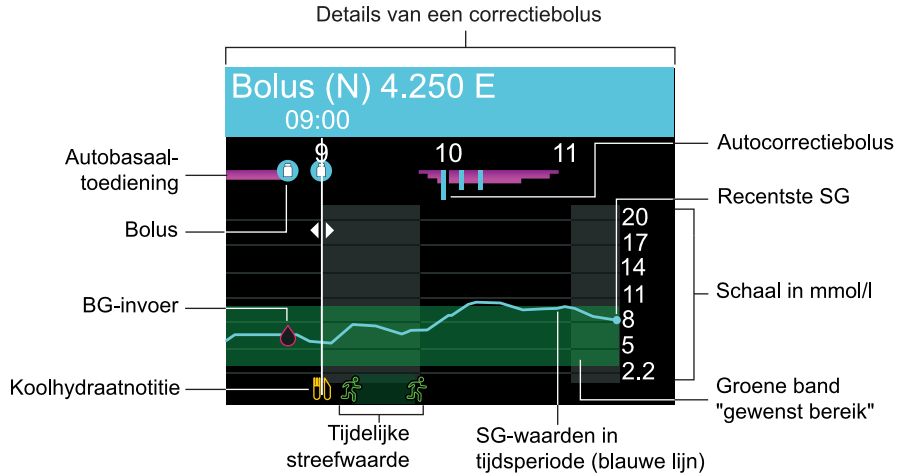 Details van een correctiebolus
Bolus (N) 4.250 E
09:00
9 10 11
Autobasaal-
toediening
Bolus
BG-invoer
Koolhydraatnotitie
Autocorrectiebolus
Recentste SG
20
17
14
11
8
5
2.2
Schaal in mmol/l
Groene band
"gewenst bereik"
Tijdelijke
streefwaarde
SG-waarden in
tijdsperiode (blauwe lijn)